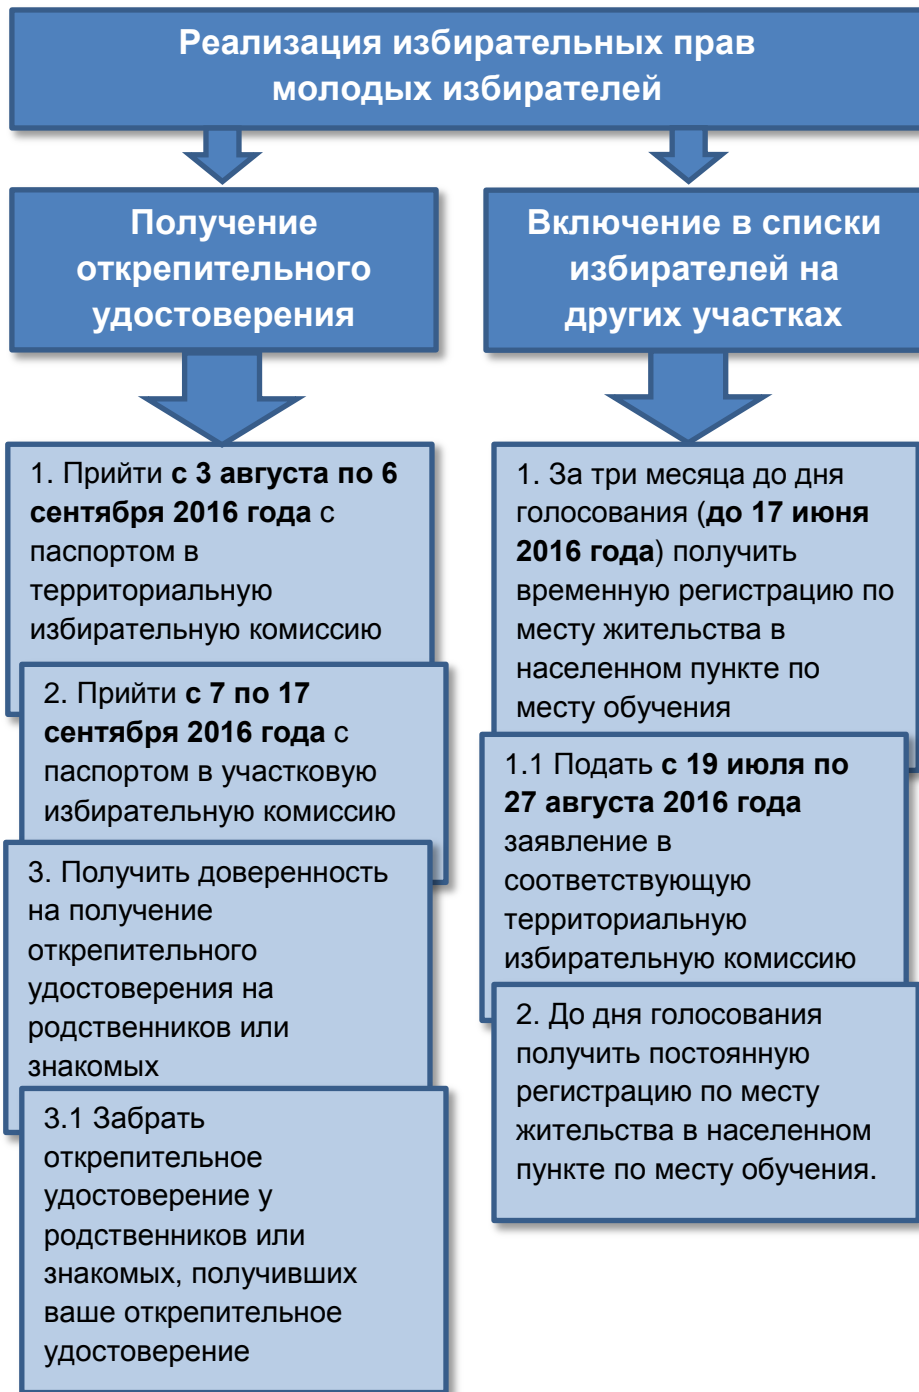 Реализация избирательных прав
молодых избирателей
Получение
открепительного
удостоверения
Включение в списки
избирателей на
других участках
1. Прийти с 3 августа по 6
сентября 2016 года с
паспортом в
территориальную
избирательную комиссию
2. Прийти с 7 по 17
сентября 2016 года с
паспортом в участковую
избирательную комиссию
3. Получить доверенность
на получение
открепительного
удостоверения на
родственников или
знакомых
3.1 Забрать
открепительное
удостоверение у
родственников или
знакомых, получивших
ваше открепительное
удостоверение
1. За три месяца до дня
голосования (до 17 июня
2016 года) получить
временную регистрацию по
месту жительства в
населенном пункте по
месту обучения
1.1 Подать с 19 июля по
27 августа 2016 года
заявление в
соответствующую
территориальную
избирательную комиссию
2. До дня голосования
получить постоянную
регистрацию по месту
жительства в населенном
пункте по месту обучения.